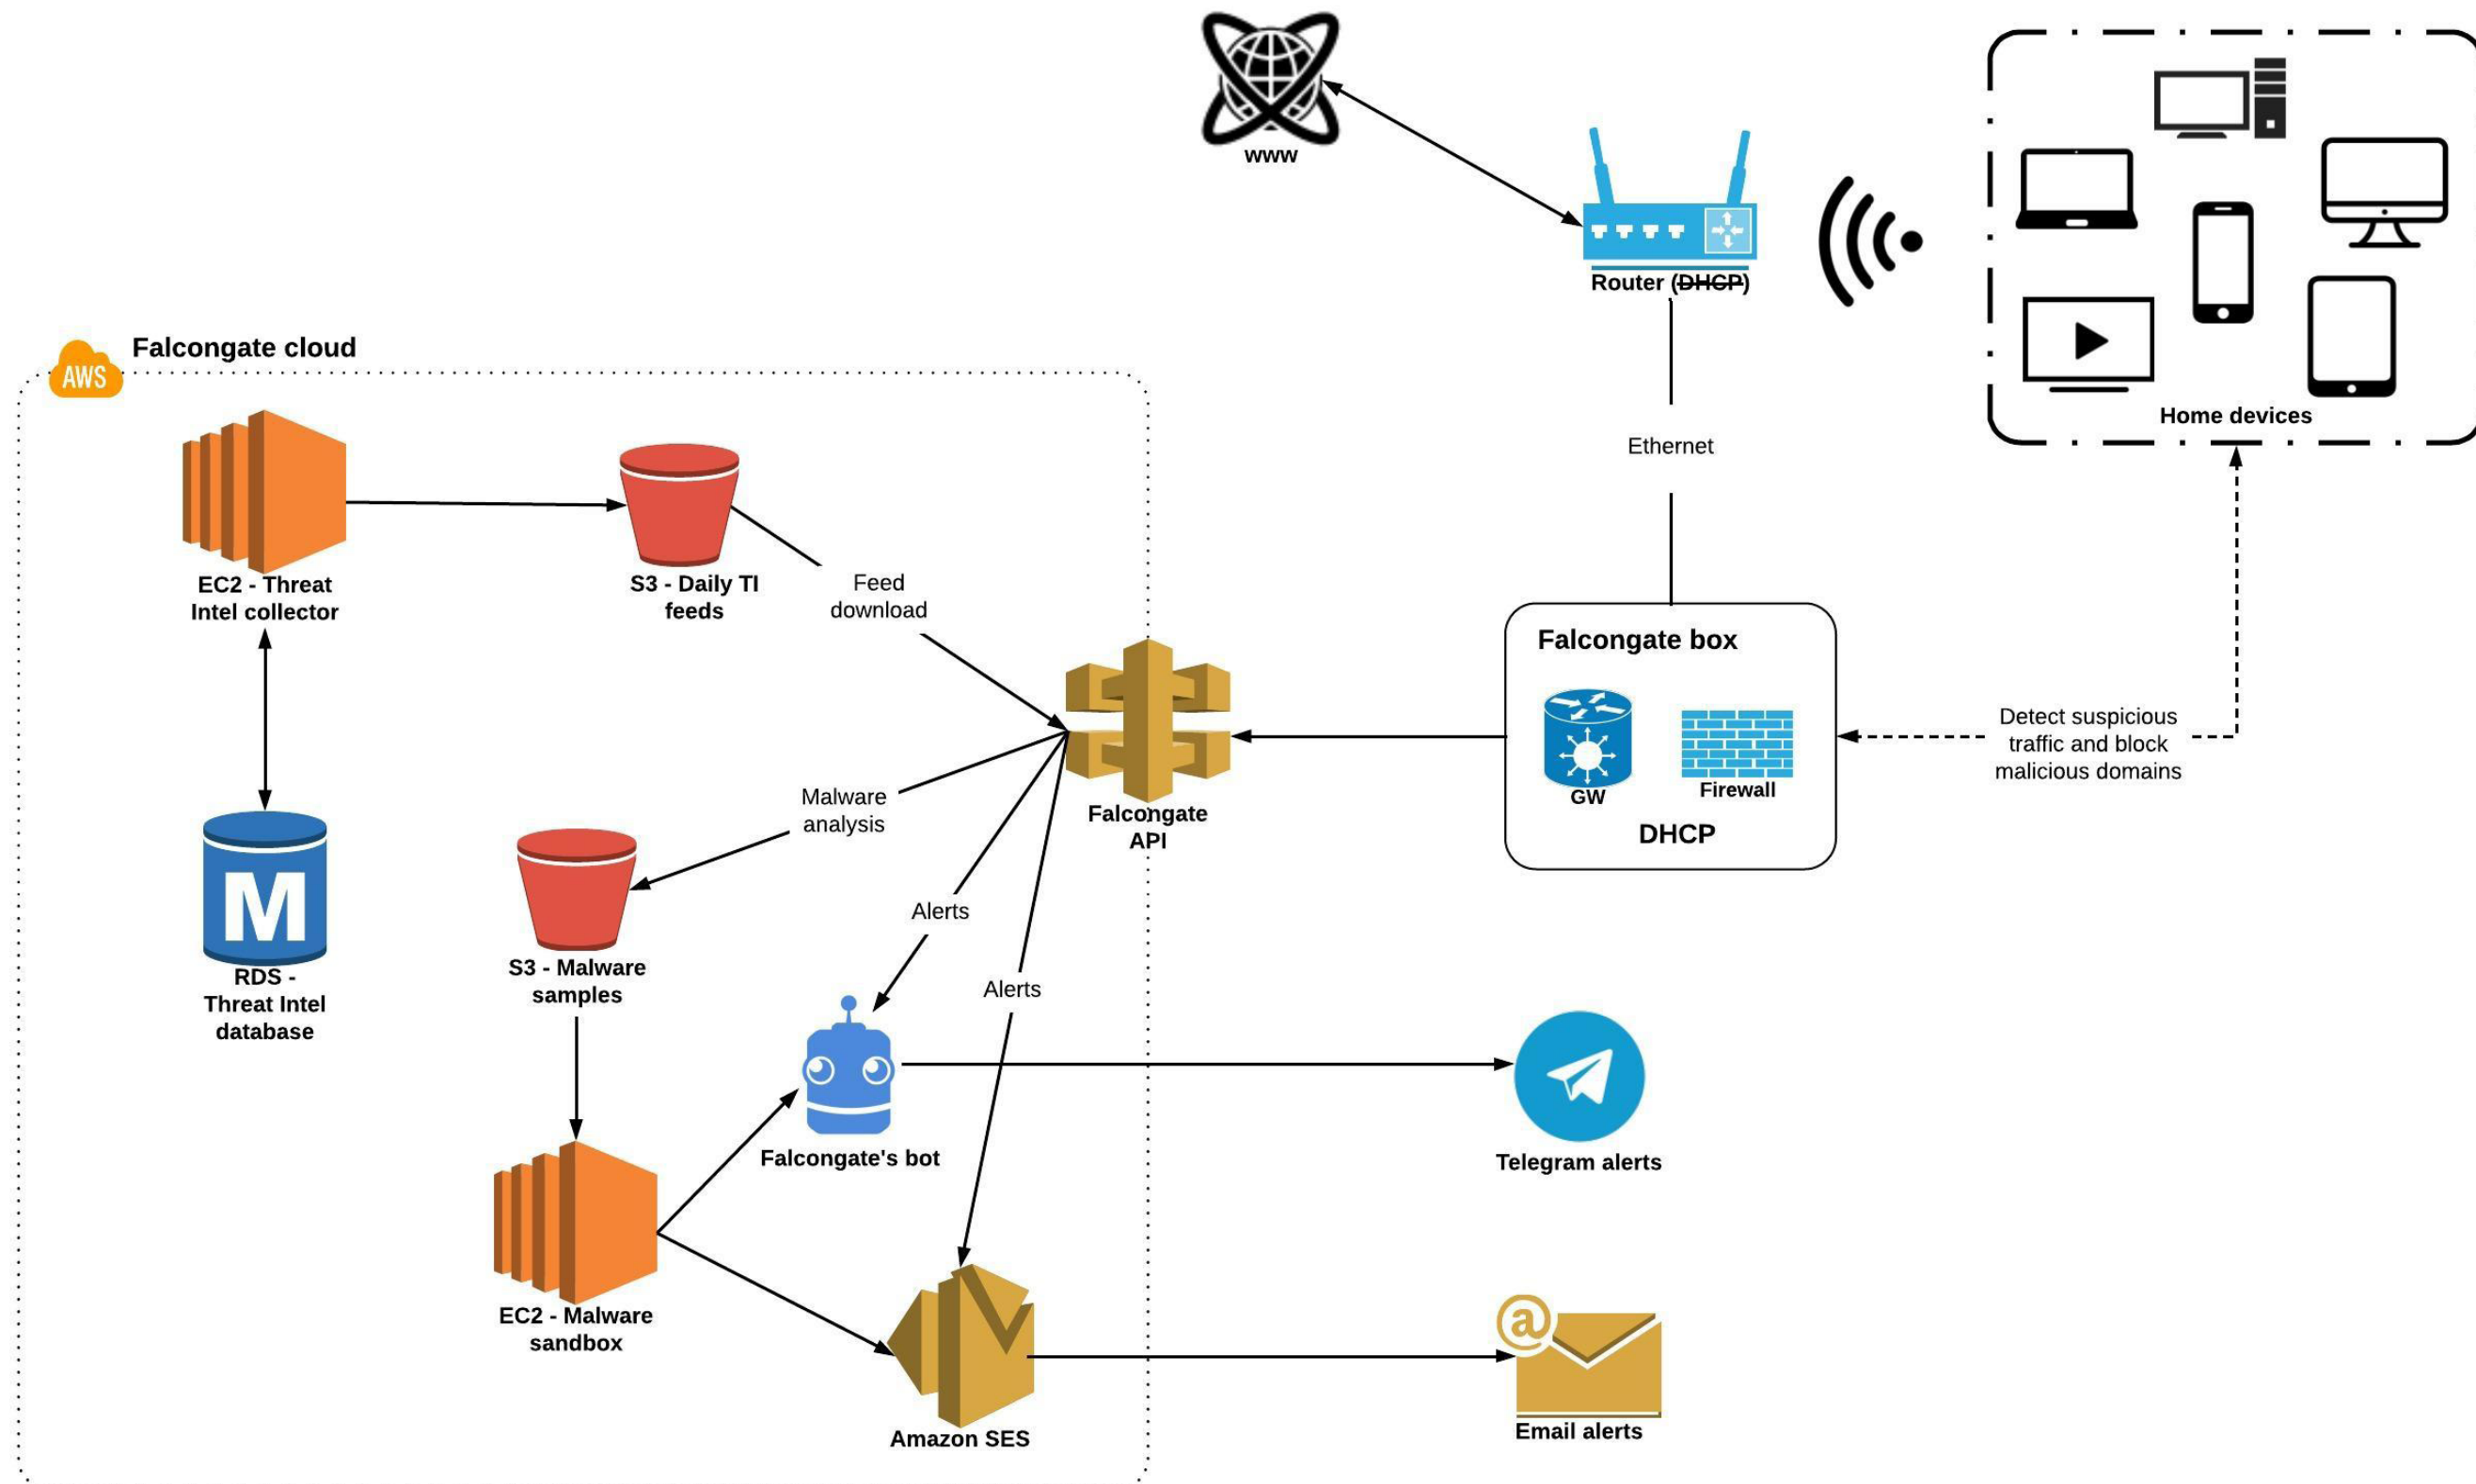 www
Router (DHCP)
Home devices
Falcongate cloud
AWS
Ethernet
EC2 - Threat
Intel collector
S3 - Daily TI
feeds
Feed
download
Falcongate box
GW
Firewall
DHCP
Detect suspicious
traffic and block
malicious domains
Falcongate
API
Malware
analysis
Alerts
Alerts
M
RDS -
Threat Intel
database
S3 - Malware
samples
Falcongate's bot
Telegram alerts
EC2 - Malware
sandbox
Amazon SES
@
Email alerts